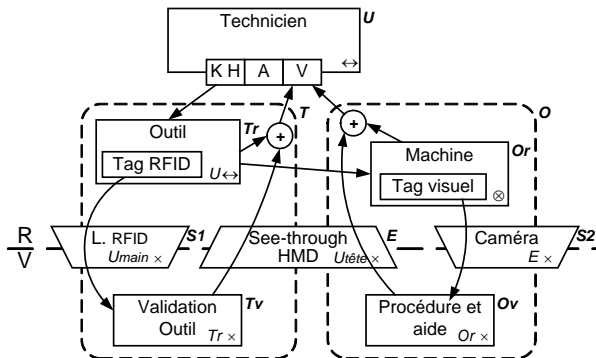 Technicien U
↔
K H A V
T O
Outil Tr
Tag RFID
U↔
+
+
Machine Or
Tag visuel
⊗
R
V
L. RFID S1
Umain ×
See-through E
HMD Utête ×
Caméra S2
E ×
Validation Tv
Outil
Tr ×
Procédure et Ov
aide
Or ×